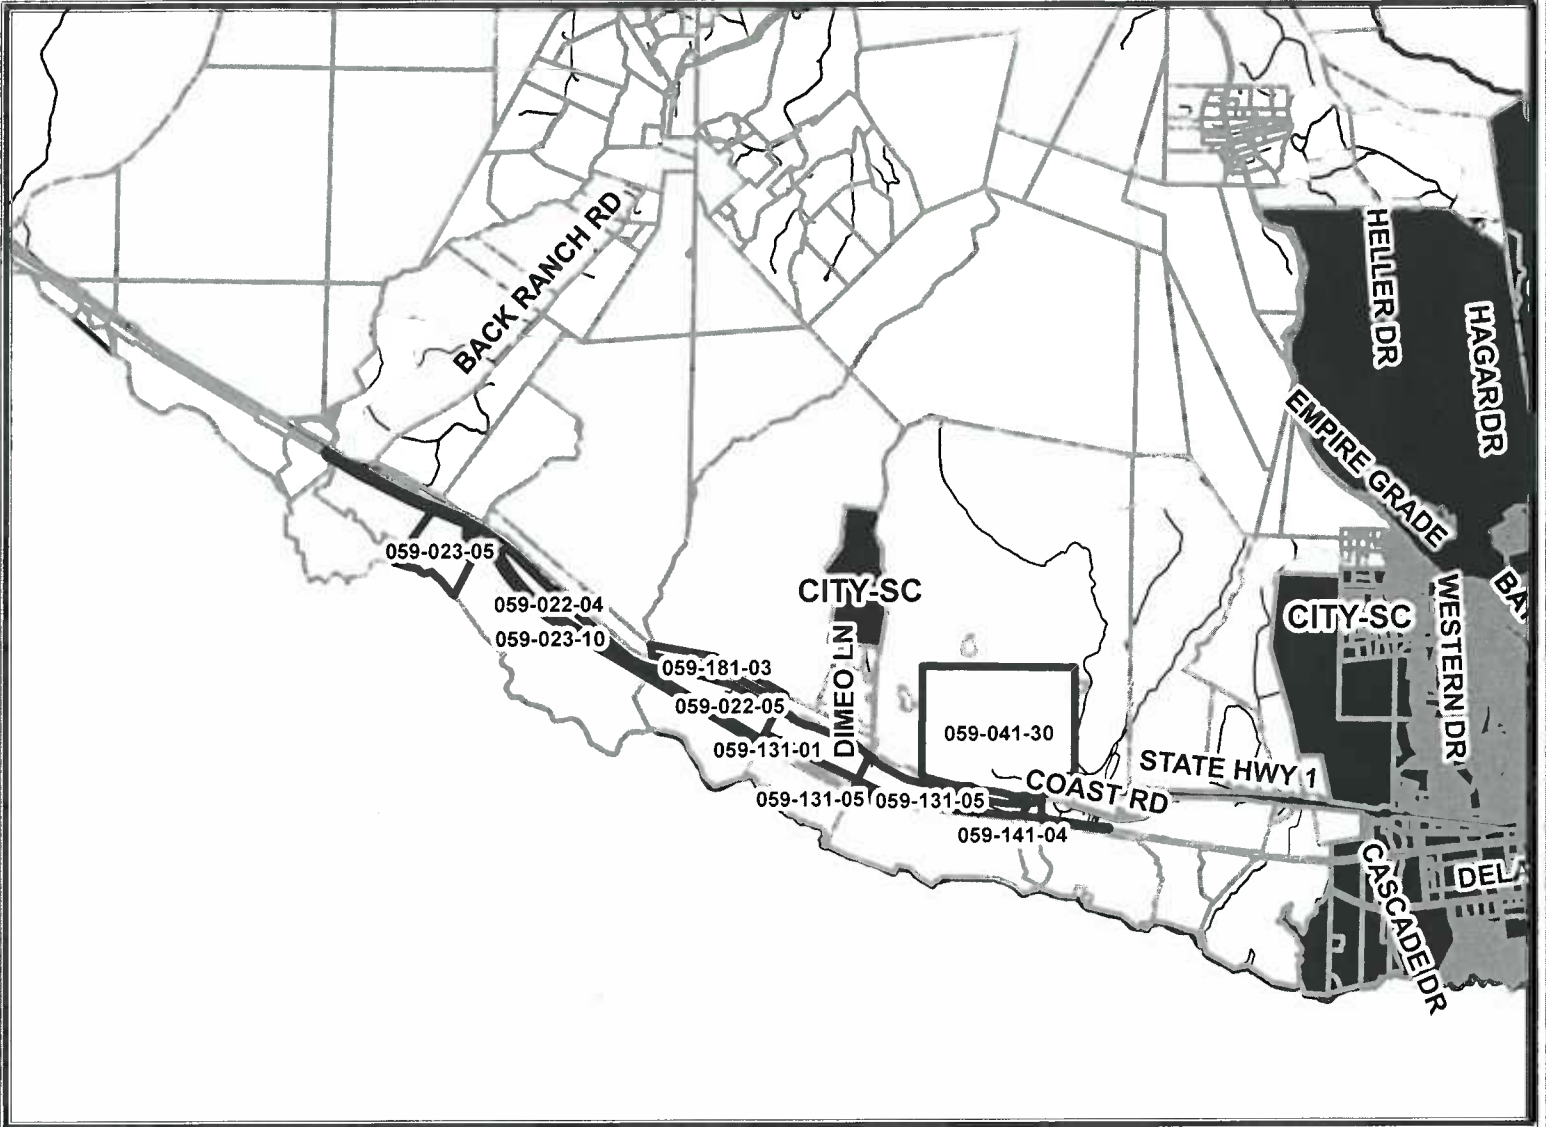 BACK RANCH RD
HELLER DR
HAGAR DR
EMPIRE GRADE
059-023-05
CITY-SC
059-022-04
059-023-10
CITY-SC
WESTERN DR
059-181-03
059-022-05
DIMEO LN
059-131-01
059-041-30
STATE HWY 1
COAST RD
059-131-05
059-131-05
059-141-04
CASCADE DR
DELA
BAY